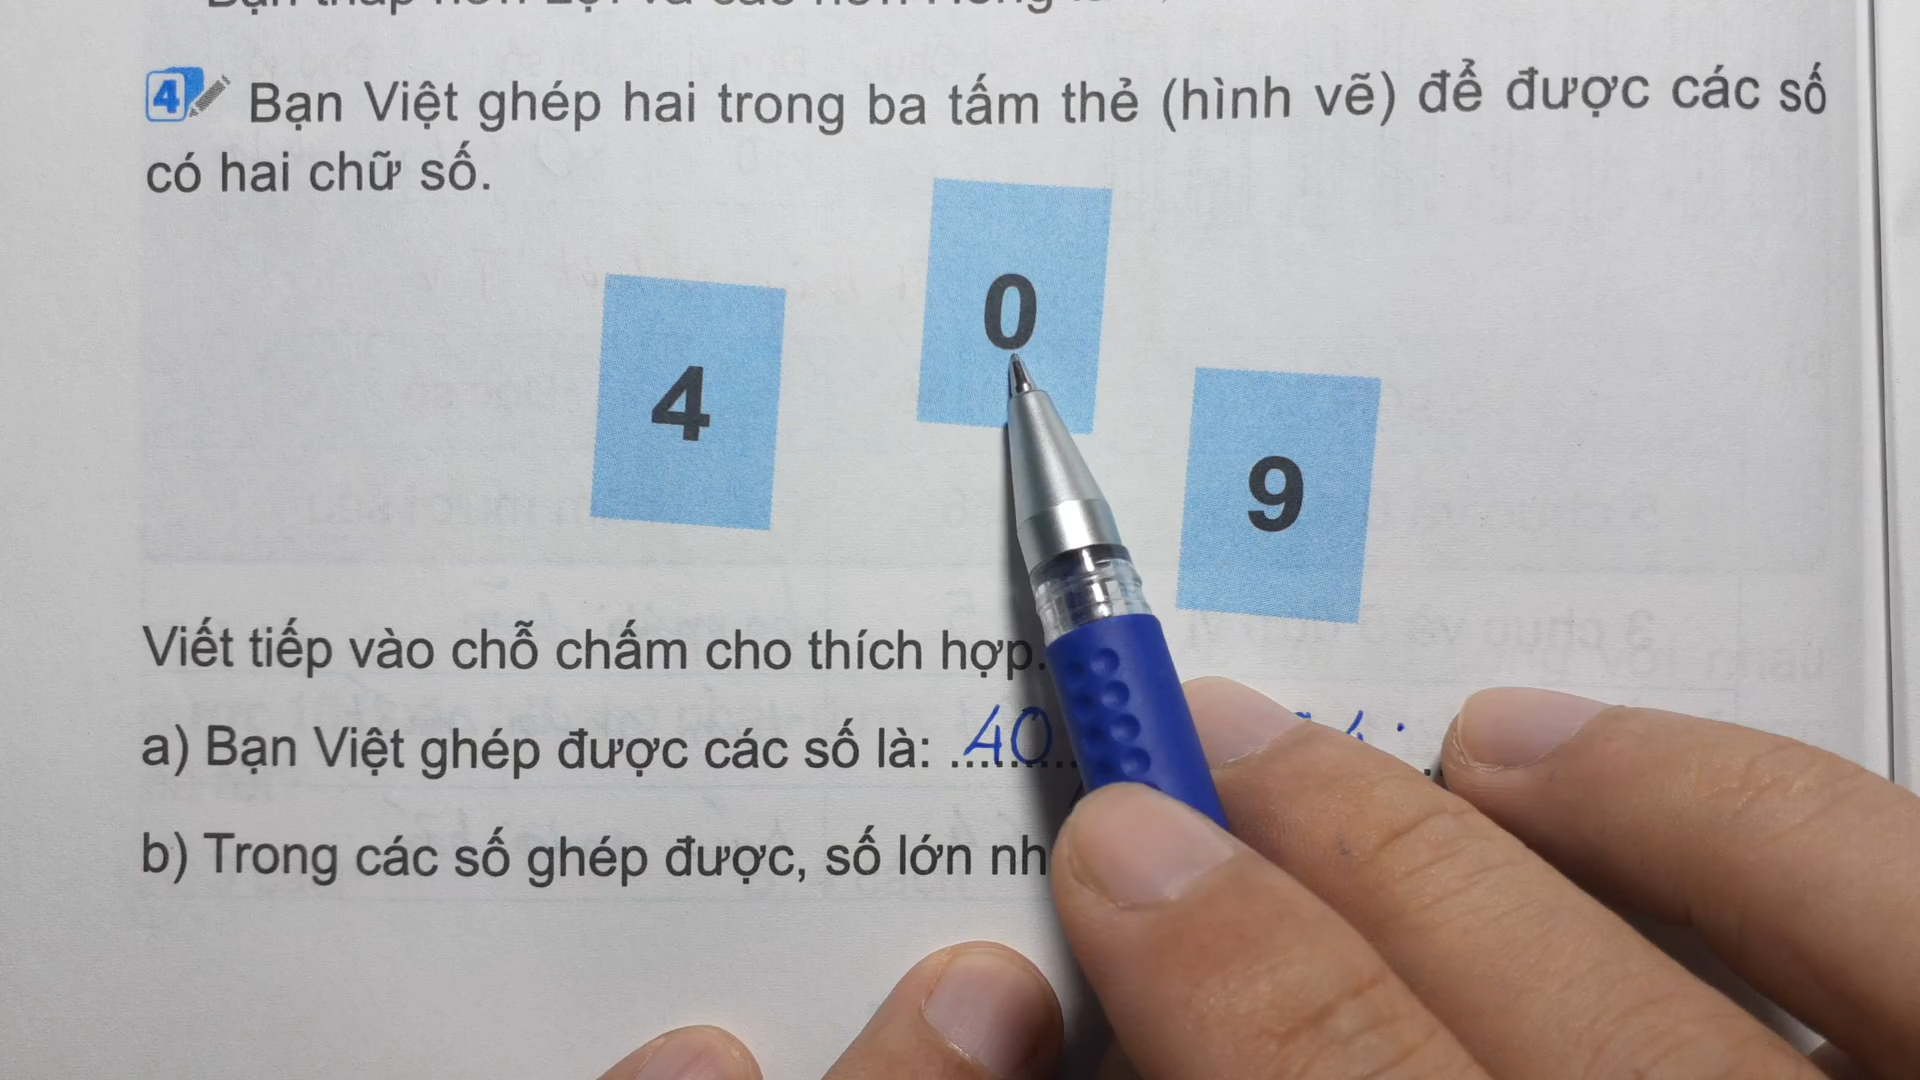 4 Bạn Việt ghép hai trong ba tấm thẻ (hình vẽ) để được các số
có hai chữ số.
0
4
9
Viết tiếp vào chỗ chấm cho thích hợp.
a) Bạn Việt ghép được các số là: 40
b) Trong các số ghép được, số lớn nh